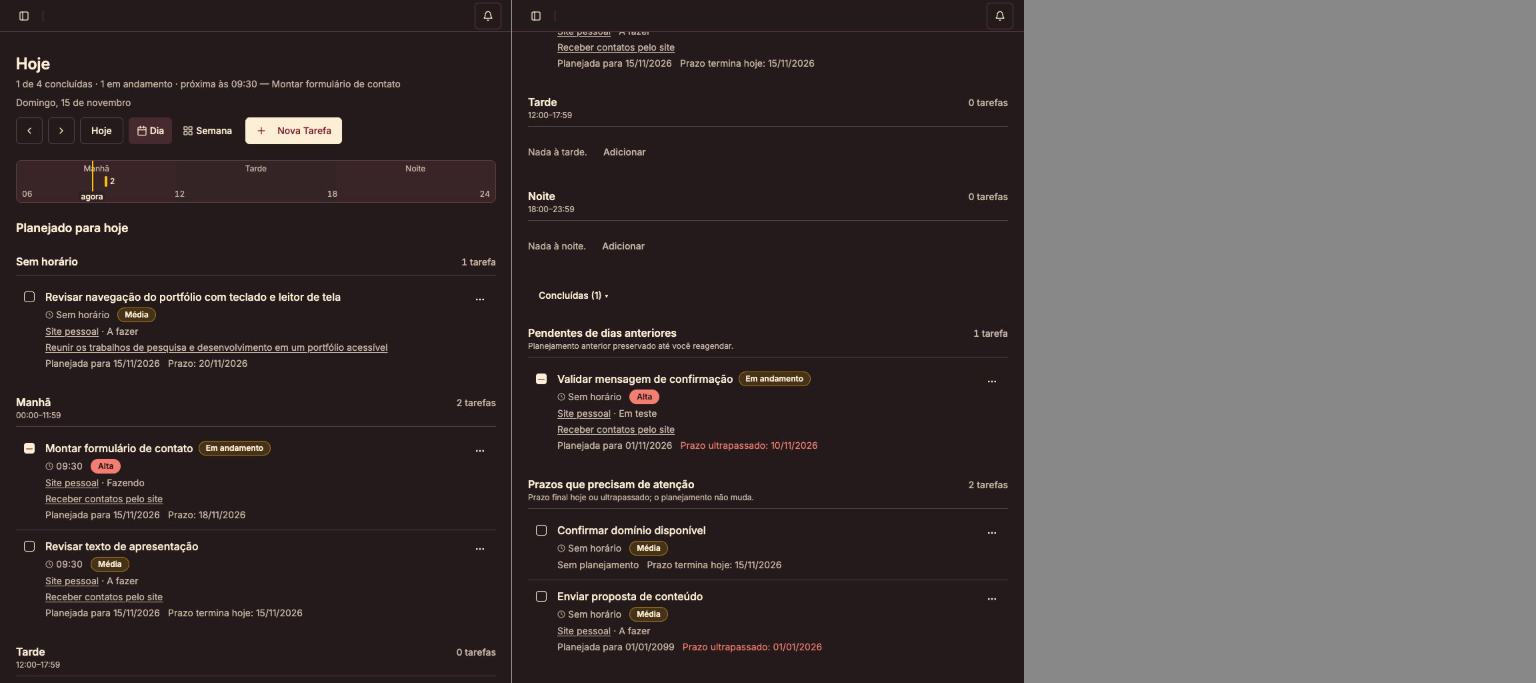 Hoje
1 de 4 concluídas · 1 em andamento · próxima às 09:30 — Montar formulário de contato
Domingo, 15 de novembro
Hoje Dia Semana + Nova Tarefa
Manhã Tarde Noite
2
06 agora 12 18 24
Planejado para hoje
Sem horário 1 tarefa
Revisar navegação do portfólio com teclado e leitor de tela ...
Sem horário Média
Site pessoal · A fazer
Reunir os trabalhos de pesquisa e desenvolvimento em um portfólio acessível
Planejada para 15/11/2026 Prazo: 20/11/2026
Manhã 2 tarefas
00:00–11:59
Montar formulário de contato Em andamento ...
09:30 Alta
Site pessoal · Fazendo
Receber contatos pelo site
Planejada para 15/11/2026 Prazo: 18/11/2026
Revisar texto de apresentação ...
09:30 Média
Site pessoal · A fazer
Receber contatos pelo site
Planejada para 15/11/2026 Prazo termina hoje: 15/11/2026
Tarde 0 tarefas
12:00–17:59
Site pessoal · A fazer
Receber contatos pelo site
Planejada para 15/11/2026 Prazo termina hoje: 15/11/2026
Tarde 0 tarefas
12:00–17:59
Nada à tarde. Adicionar
Noite 0 tarefas
18:00–23:59
Nada à noite. Adicionar
Concluídas (1) ▾
Pendentes de dias anteriores 1 tarefa
Planejamento anterior preservado até você reagendar.
Validar mensagem de confirmação Em andamento ...
Sem horário Alta
Site pessoal · Em teste
Receber contatos pelo site
Planejada para 01/11/2026 Prazo ultrapassado: 10/11/2026
Prazos que precisam de atenção 2 tarefas
Prazo final hoje ou ultrapassado; o planejamento não muda.
Confirmar domínio disponível ...
Sem horário Média
Sem planejamento Prazo termina hoje: 15/11/2026
Enviar proposta de conteúdo ...
Sem horário Média
Site pessoal · A fazer
Planejada para 01/01/2099 Prazo ultrapassado: 01/01/2026